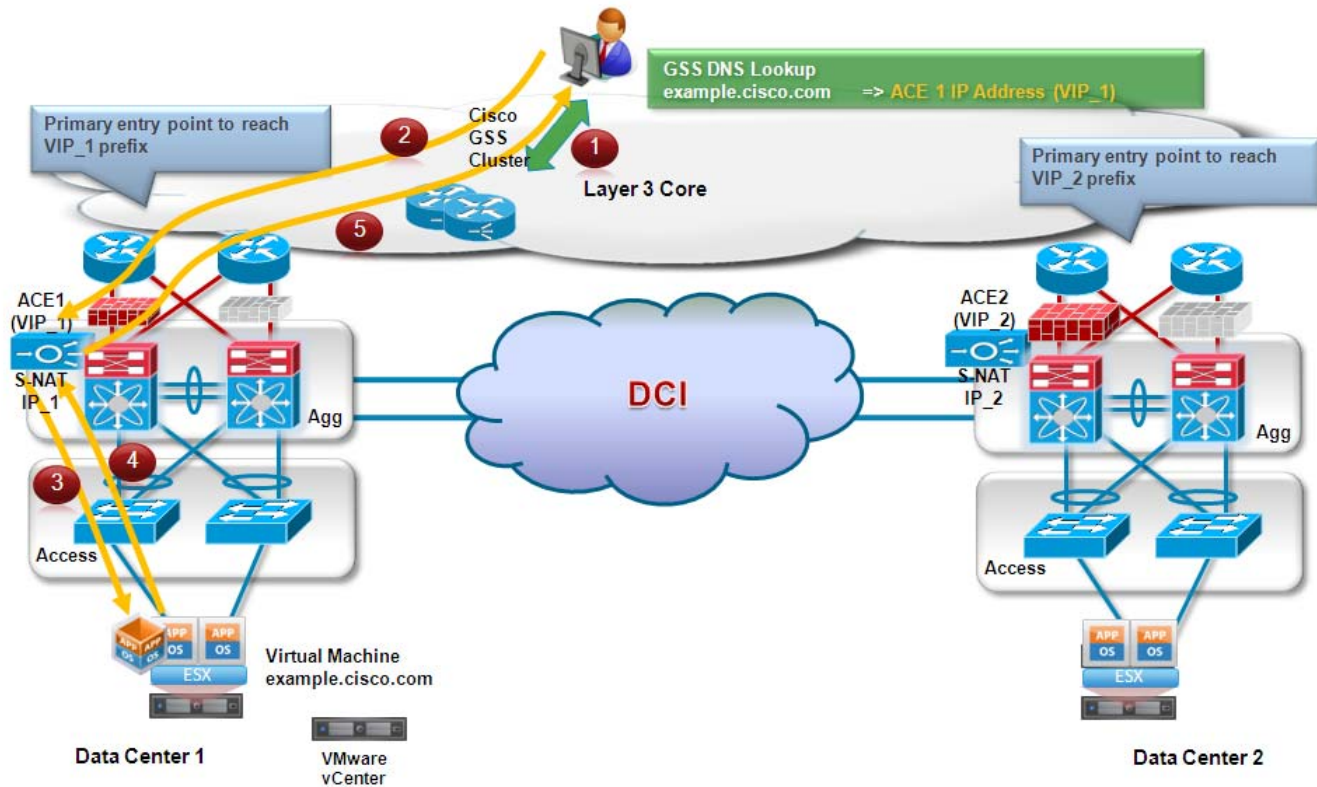 GSS DNS Lookup
example.cisco.com => ACE 1 IP Address (VIP_1)
Primary entry point to reach
VIP_1 prefix
2
Cisco
GSS
Cluster
1
Layer 3 Core
Primary entry point to reach
VIP_2 prefix
5
ACE1
(VIP_1)
S-NAT
IP_1
Agg
DCI
ACE2
(VIP_2)
S-NAT
IP_2
Agg
3
4
Access
Access
APP
OS
APP
OS
APP
OS
APP
OS
ESX
Virtual Machine
example.cisco.com
APP
OS
APP
OS
ESX
Data Center 1
VMware
vCenter
Data Center 2